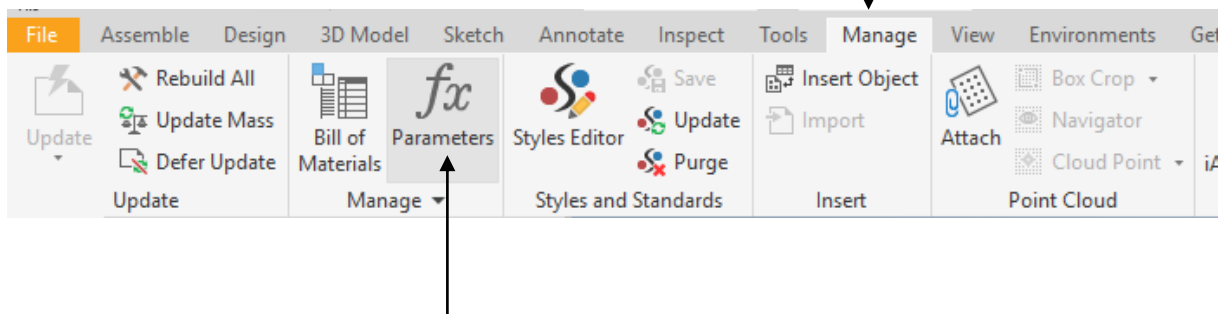 File Assemble Design 3D Model Sketch Annotate Inspect Tools Manage View Environments Get
Rebuild All Save Insert Object Box Crop
Update Update Mass Bill of Materials Parameters Styles Editor Update Import Attach Navigator
Defer Update Purge Cloud Point iA
Update Manage Styles and Standards Insert Point Cloud